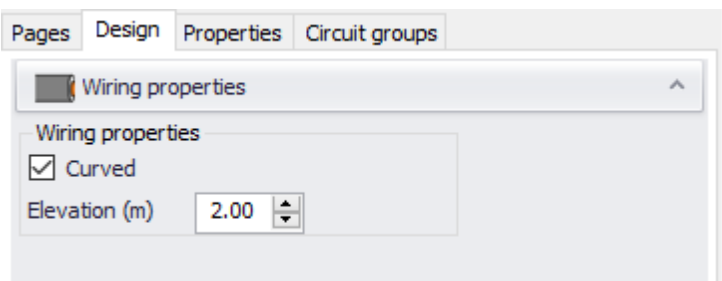 Pages Design Properties Circuit groups
Wiring properties
Wiring properties
Curved
Elevation (m) 2.00